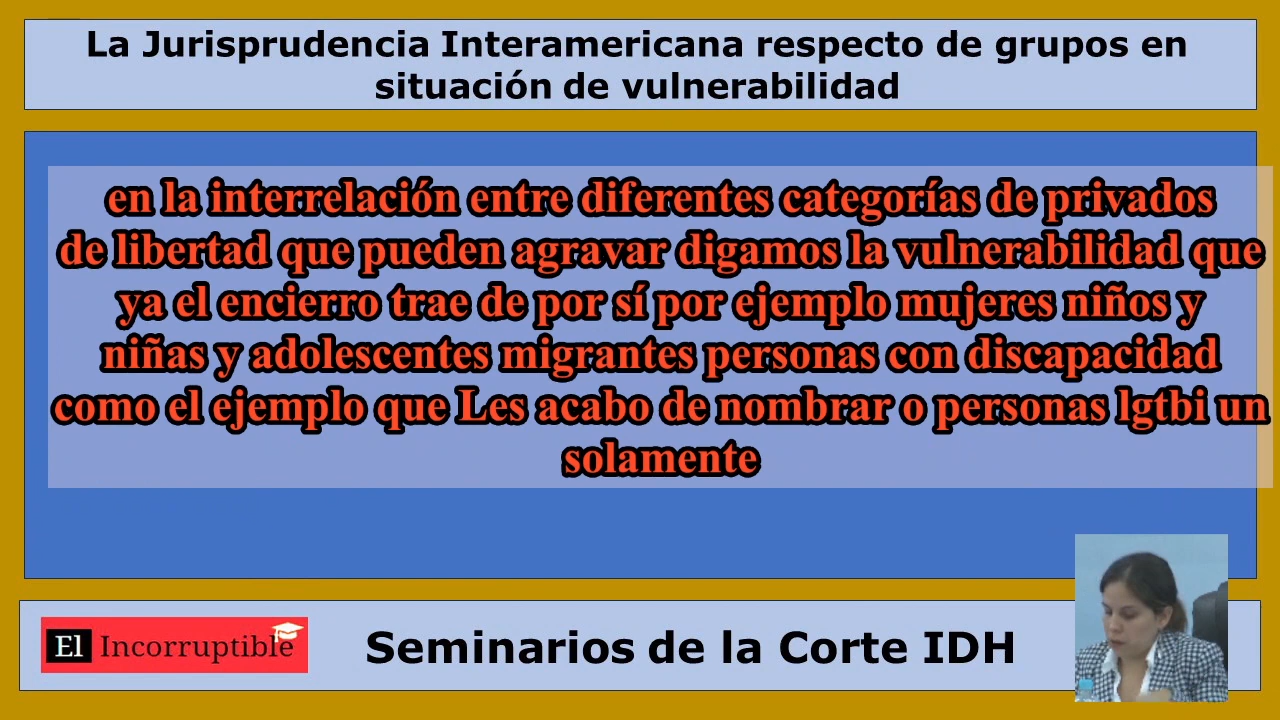 La Jurisprudencia Interamericana respecto de grupos en
situación de vulnerabilidad
en la interrelación entre diferentes categorías de privados
de libertad que pueden agravar digamos la vulnerabilidad que
ya el encierro trae de por sí por ejemplo mujeres niños y
niñas y adolescentes migrantes personas con discapacidad
como el ejemplo que Les acabo de nombrar o personas lgtbi un
solamente
El Incorruptible
Seminarios de la Corte IDH